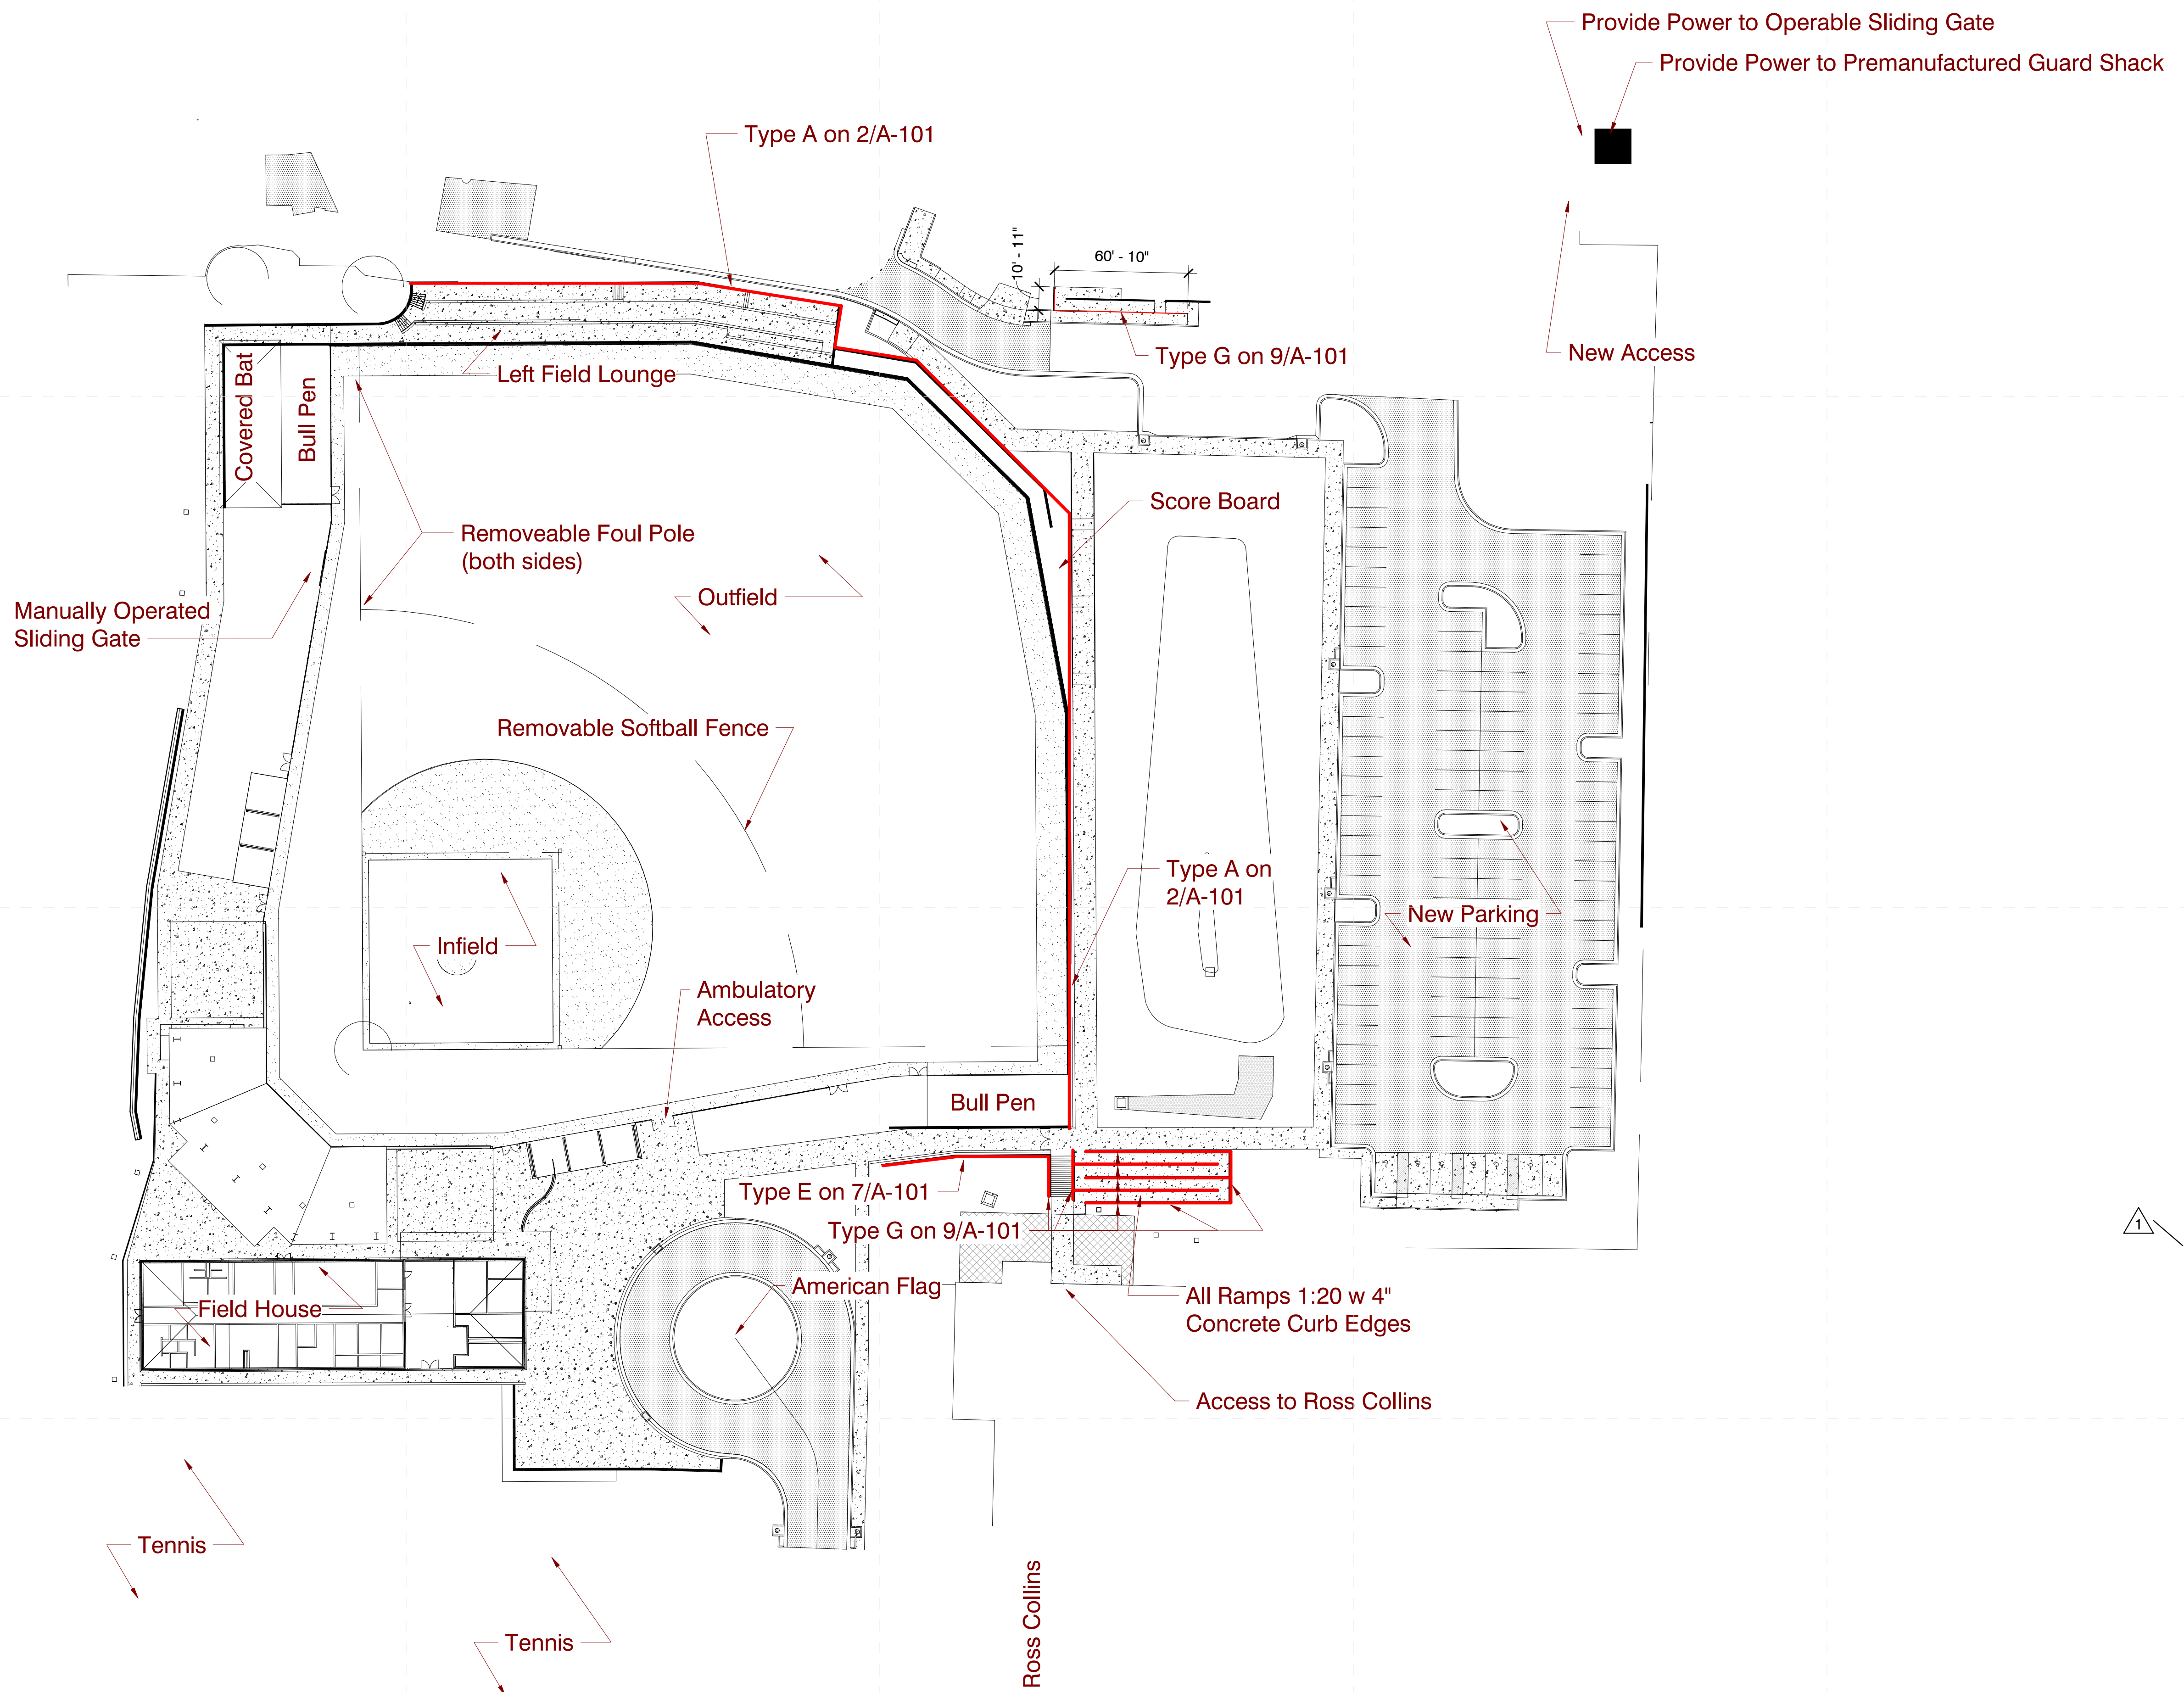 Provide Power to Operable Sliding Gate
Provide Power to Premanufactured Guard Shack
Type A on 2/A-101
10' - 11"
60' - 10"
Type G on 9/A-101
New Access
Left Field Lounge
Covered Bat
Bull Pen
Score Board
Removeable Foul Pole
(both sides)
Outfield
Manually Operated
Sliding Gate
Removable Softball Fence
Type A on
2/A-101
New Parking
Infield
Ambulatory
Access
Bull Pen
Type E on 7/A-101
Type G on 9/A-101
1
American Flag
All Ramps 1:20 w 4"
Concrete Curb Edges
Field House
Access to Ross Collins
Tennis
Tennis
Ross Collins